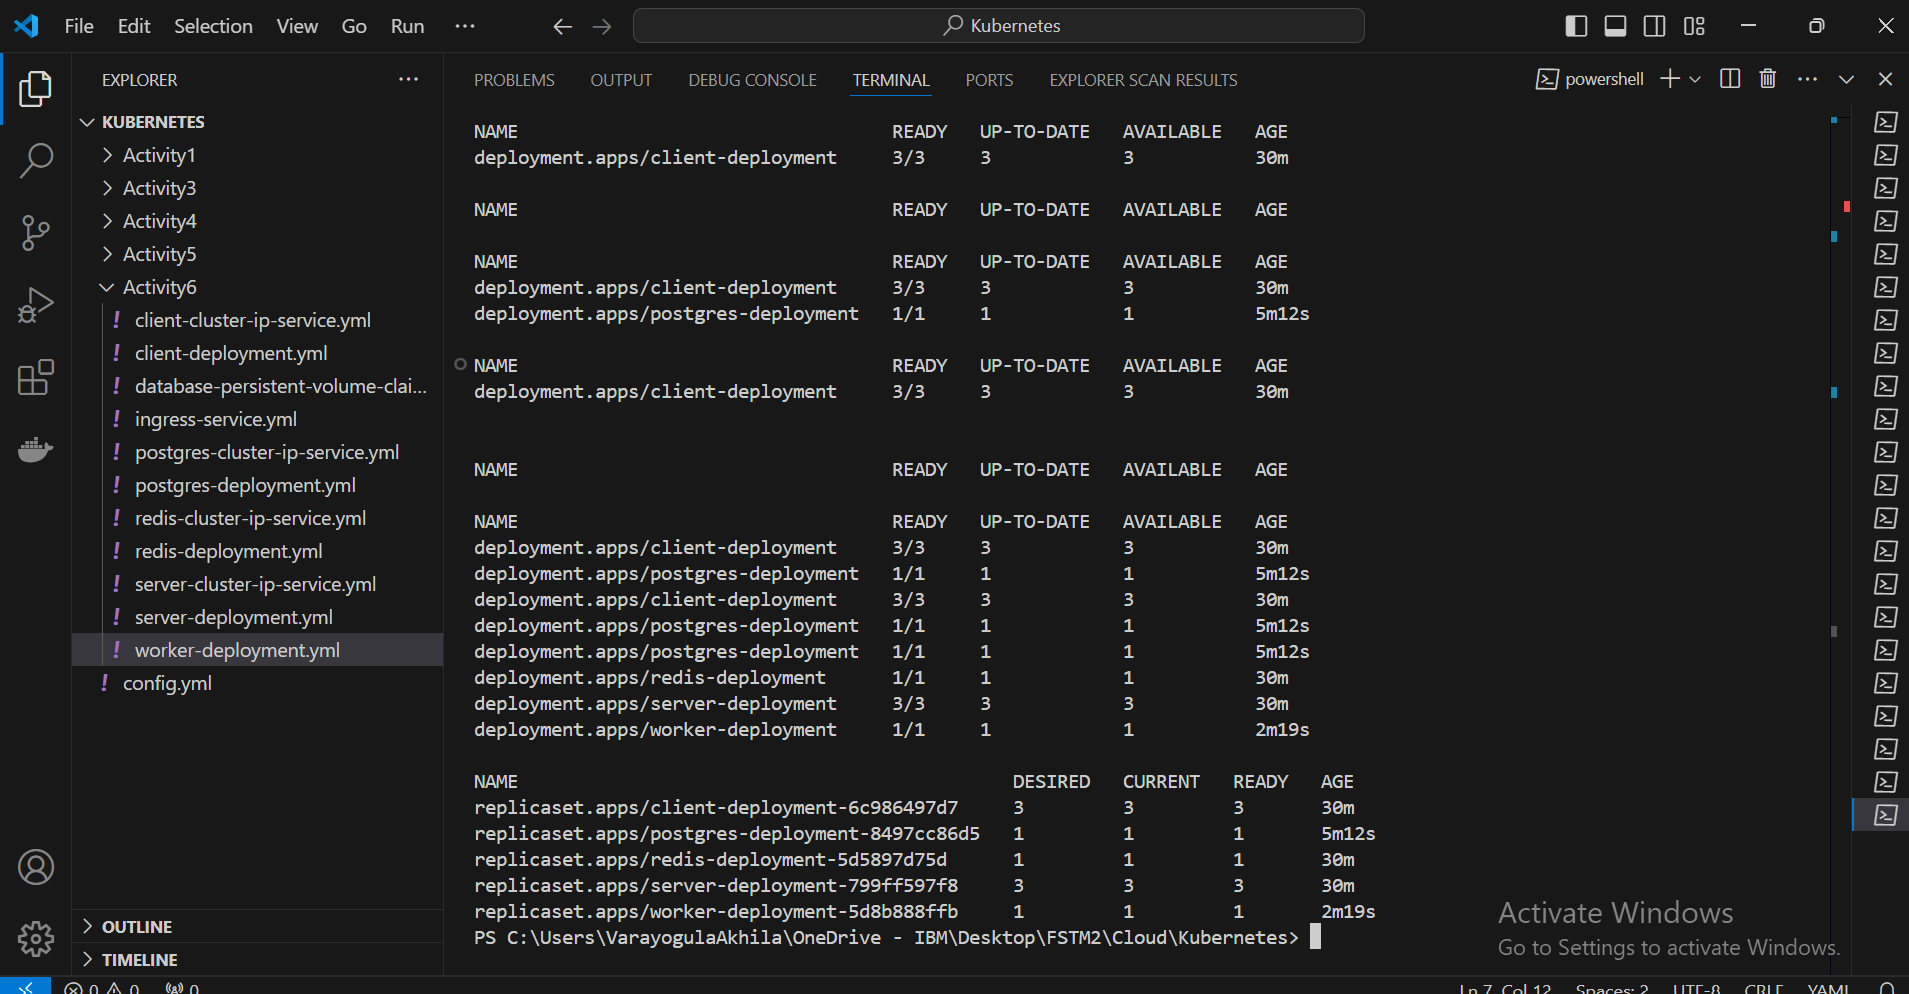 File Edit Selection View Go Run ···
Kubernetes
EXPLORER
KUBERNETES
Activity1
Activity3
Activity4
Activity5
Activity6
! client-cluster-ip-service.yml
! client-deployment.yml
! database-persistent-volume-clai...
! ingress-service.yml
! postgres-cluster-ip-service.yml
! postgres-deployment.yml
! redis-cluster-ip-service.yml
! redis-deployment.yml
! server-cluster-ip-service.yml
! server-deployment.yml
! worker-deployment.yml
! config.yml
OUTLINE
TIMELINE
PROBLEMS OUTPUT DEBUG CONSOLE TERMINAL PORTS EXPLORER SCAN RESULTS
powershell
NAME READY UP-TO-DATE AVAILABLE AGE
deployment.apps/client-deployment 3/3 3 3 30m
NAME READY UP-TO-DATE AVAILABLE AGE
NAME READY UP-TO-DATE AVAILABLE AGE
deployment.apps/client-deployment 3/3 3 3 30m
deployment.apps/postgres-deployment 1/1 1 1 5m12s
NAME READY UP-TO-DATE AVAILABLE AGE
deployment.apps/client-deployment 3/3 3 3 30m
NAME READY UP-TO-DATE AVAILABLE AGE
NAME READY UP-TO-DATE AVAILABLE AGE
deployment.apps/client-deployment 3/3 3 3 30m
deployment.apps/postgres-deployment 1/1 1 1 5m12s
deployment.apps/client-deployment 3/3 3 3 30m
deployment.apps/postgres-deployment 1/1 1 1 5m12s
deployment.apps/postgres-deployment 1/1 1 1 5m12s
deployment.apps/redis-deployment 1/1 1 1 30m
deployment.apps/server-deployment 3/3 3 3 30m
deployment.apps/worker-deployment 1/1 1 1 2m19s
NAME DESIRED CURRENT READY AGE
replicaset.apps/client-deployment-6c986497d7 3 3 3 30m
replicaset.apps/postgres-deployment-8497cc86d5 1 1 1 5m12s
replicaset.apps/redis-deployment-5d5897d75d 1 1 1 30m
replicaset.apps/server-deployment-799ff597f8 3 3 3 30m
replicaset.apps/worker-deployment-5d8b888ffb 1 1 1 2m19s
PS C:\Users\VarayogulaAkhila\OneDrive - IBM\Desktop\FSTM2\Cloud\Kubernetes>
Activate Windows
Go to Settings to activate Windows.
0 0 0
Ln 7, Col 12 Spaces: 2 UTF-8 CRLF YAML